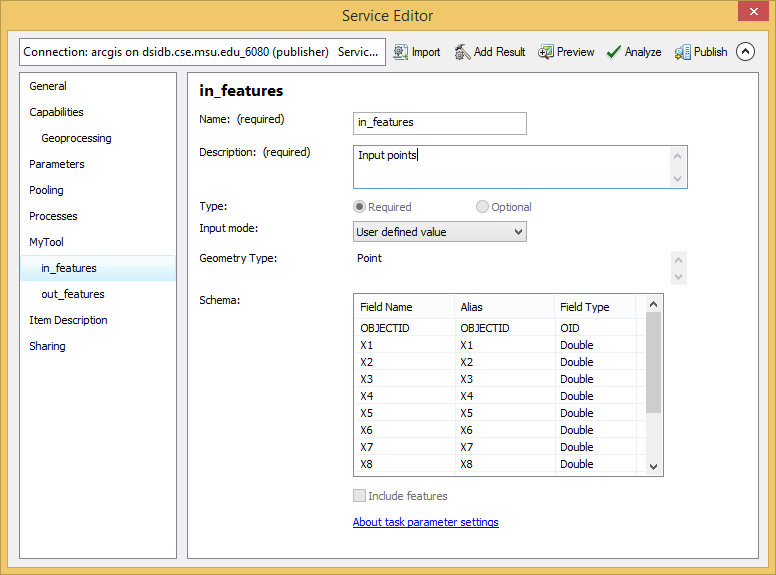 Service Editor
Connection: arcgis on dsidb.cse.msu.edu_6080 (publisher) Servic... Import Add Result Preview Analyze Publish
General
Capabilities
Geoprocessing
Parameters
Pooling
Processes
MyTool
in_features
out_features
Item Description
Sharing
in_features
Name: (required) in_features
Description: (required) Input points
Type: Required Optional
Input mode: User defined value
Geometry Type: Point
Schema:
Field Name Alias Field Type
OBJECTID OBJECTID OID
X1 X1 Double
X2 X2 Double
X3 X3 Double
X4 X4 Double
X5 X5 Double
X6 X6 Double
X7 X7 Double
X8 X8 Double
Include features
About task parameter settings